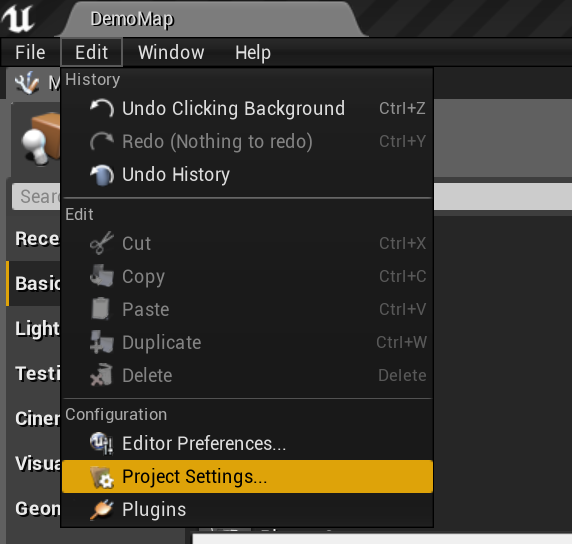 DemoMap
File Edit Window Help
M
History
Undo Clicking Background Ctrl+Z
Redo (Nothing to redo) Ctrl+Y
Undo History
Sear
Edit
Rece
Cut Ctrl+X
Basic
Copy Ctrl+C
Paste Ctrl+V
Light
Duplicate Ctrl+W
Testi
Delete Delete
Cinem
Configuration
Editor Preferences...
Visua
Project Settings...
Geom
Plugins